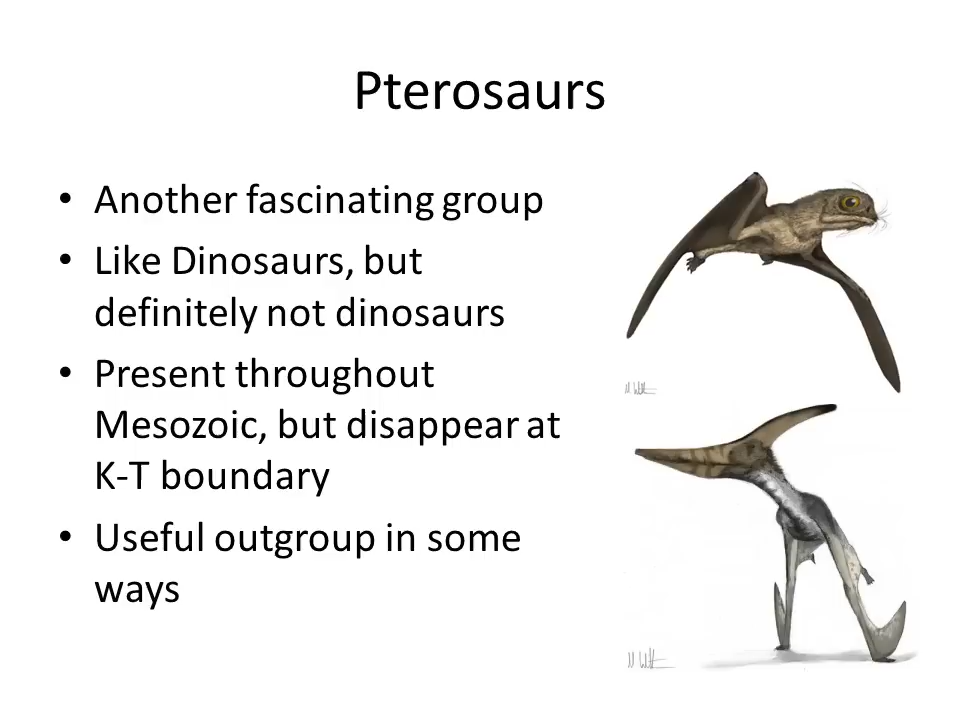 Pterosaurs
• Another fascinating group
• Like Dinosaurs, but
definitely not dinosaurs
• Present throughout
Mesozoic, but disappear at
K-T boundary
• Useful outgroup in some
ways